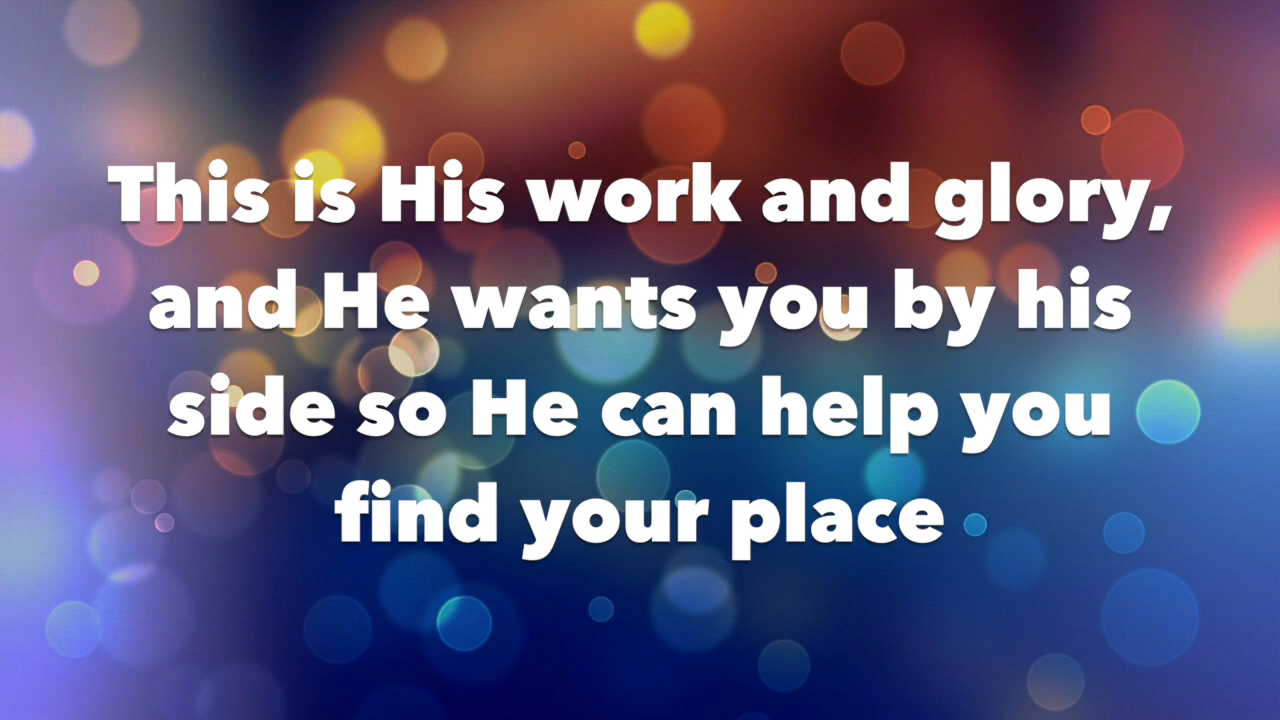 This is His work and glory,
and He wants you by his
side so He can help you
find your place